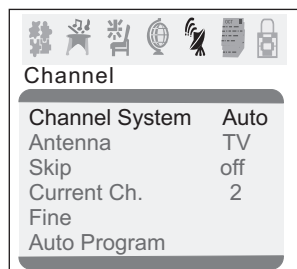 Channel
Channel System Auto
Antenna TV
Skip off
Current Ch. 2
Fine
Auto Program